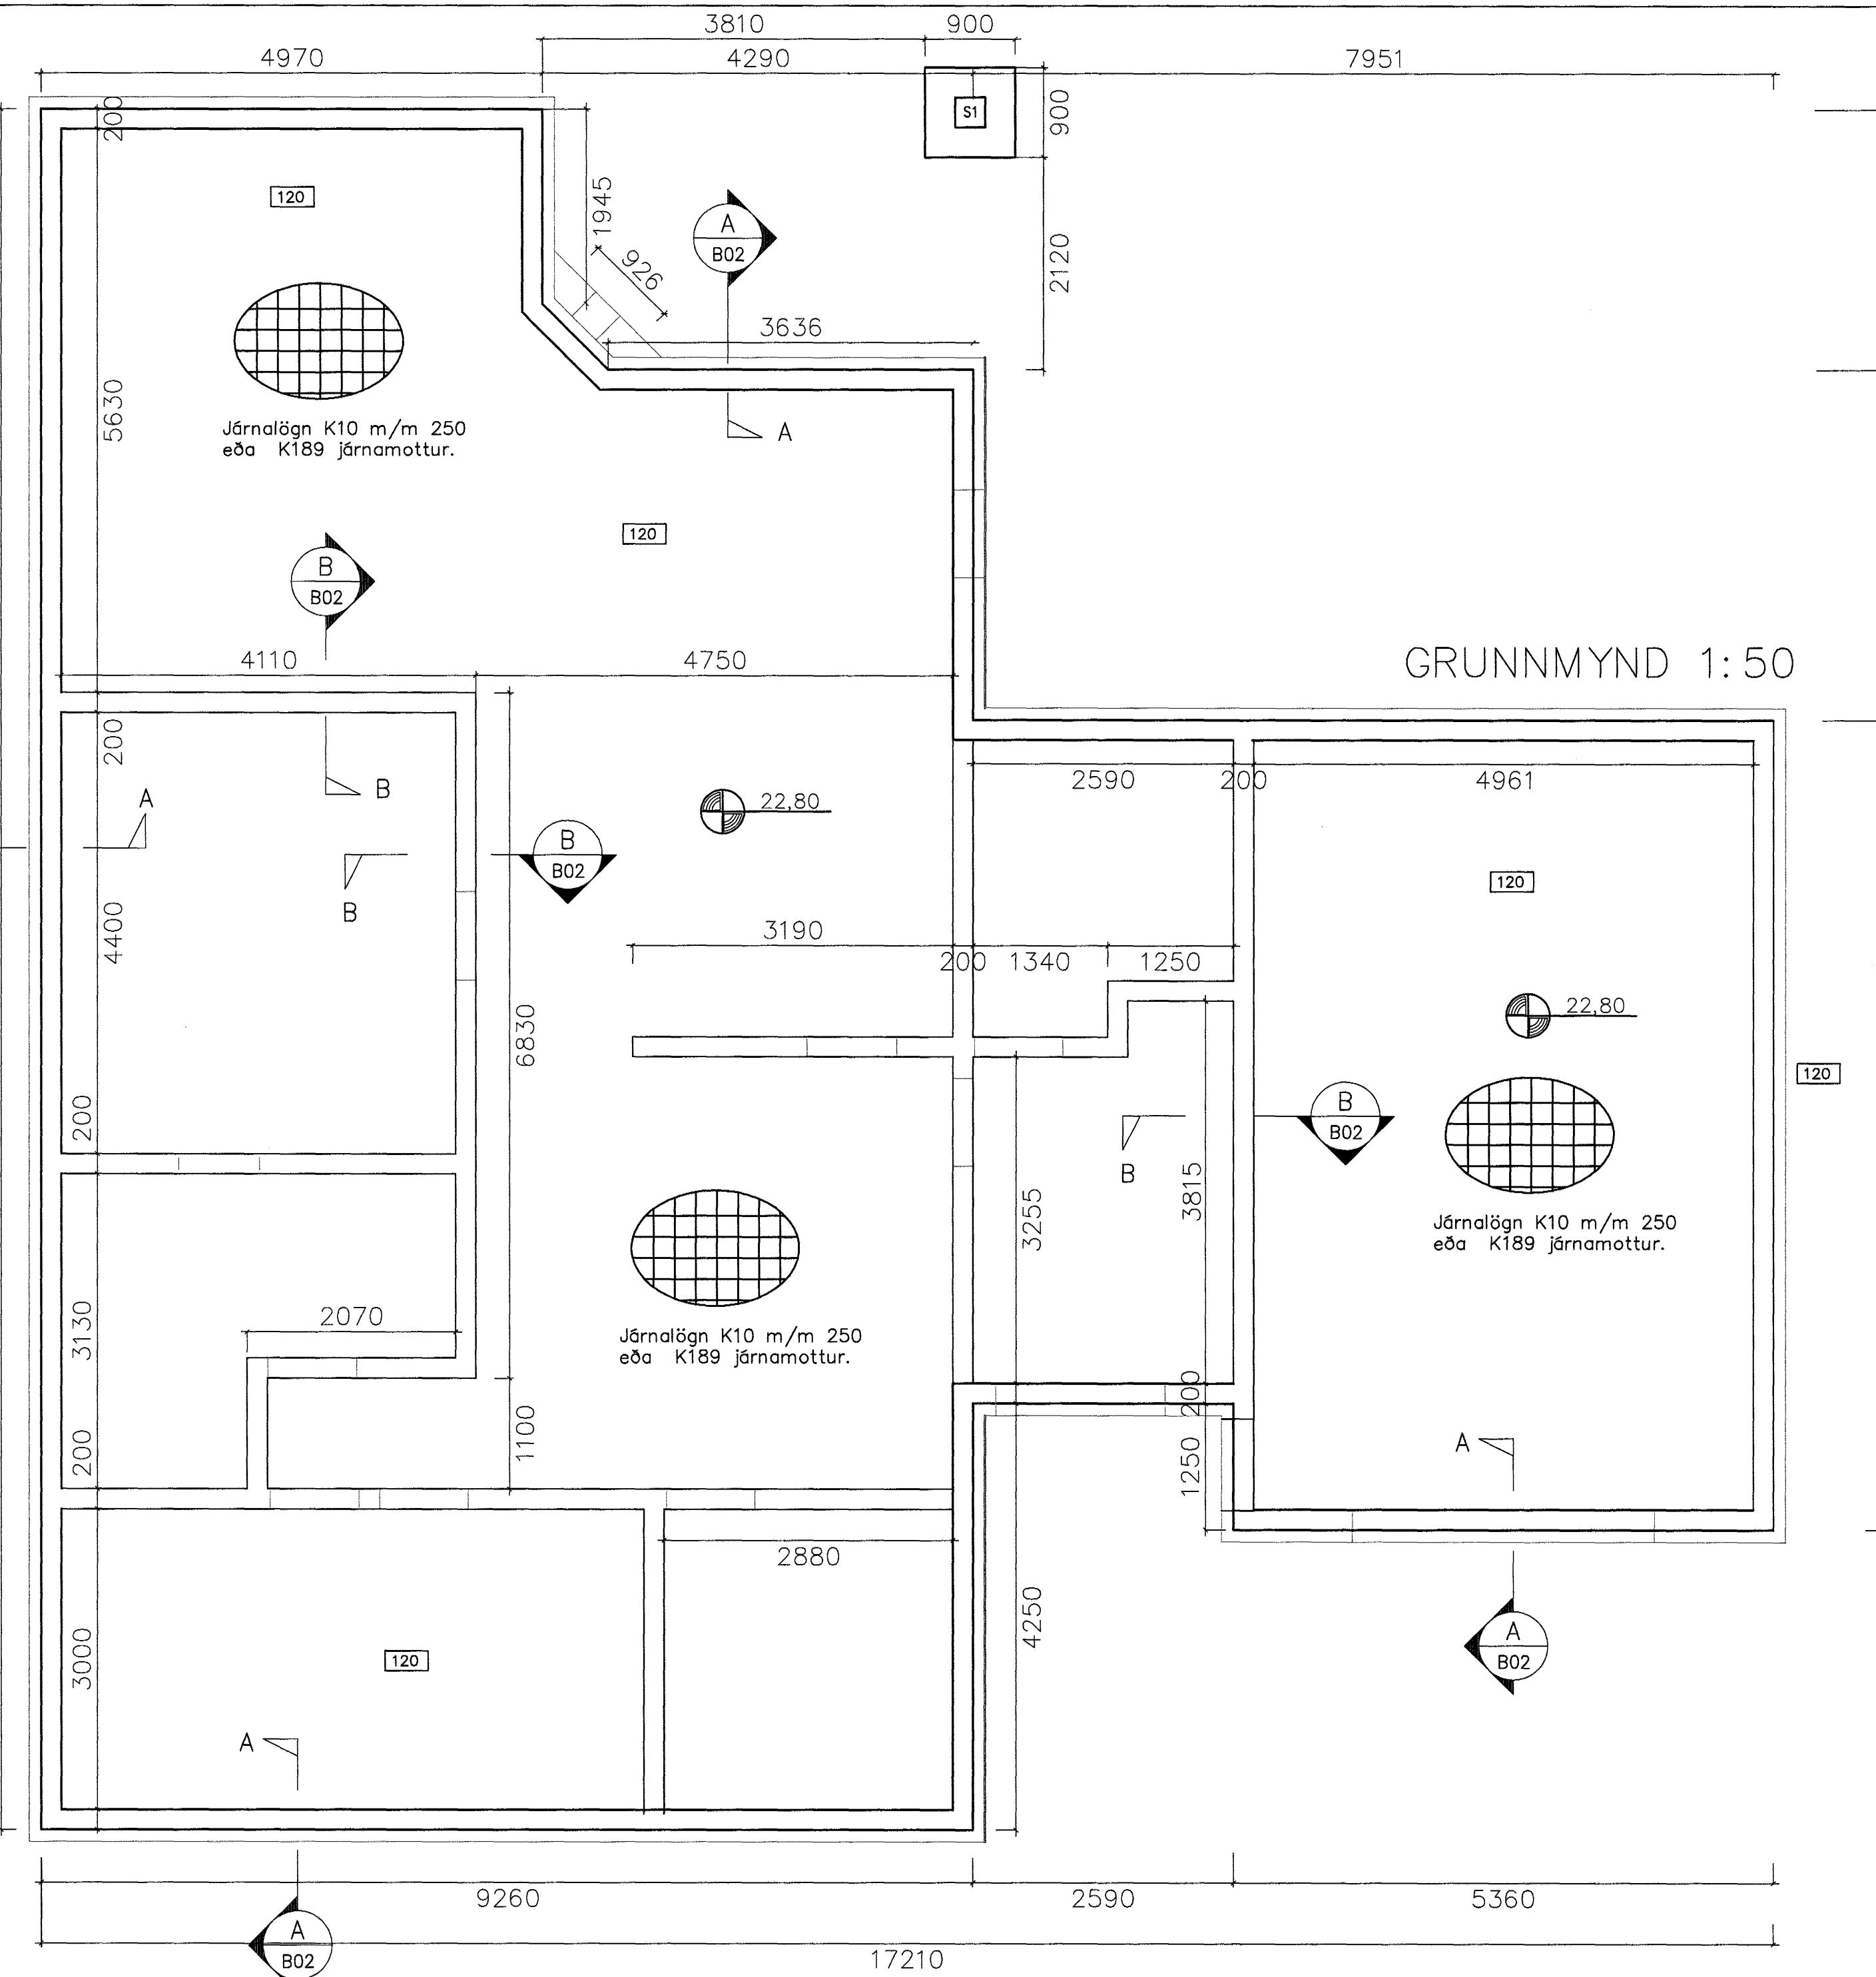 3810
900
4970
4290
7951
200
S1
900
120
1945
A
B02
926
2120
3636
5630
Járnalögn K10 m/m 250
eða K189 járnamottur.
A
120
B
B02
4110
4750
GRUNNMYND 1:50
200
2590
200
4961
A
B
22,80
B
B02
120
B
4400
3190
200
1340
1250
22,80
6830
120
200
B
B02
B
3815
3255
Járnalögn K10 m/m 250
eða K189 járnamottur.
2070
3130
Járnalögn K10 m/m 250
eða K189 járnamottur.
200
1100
200
1250
A
2880
4250
3000
120
A
B02
A
9260
2590
5360
A
B02
17210